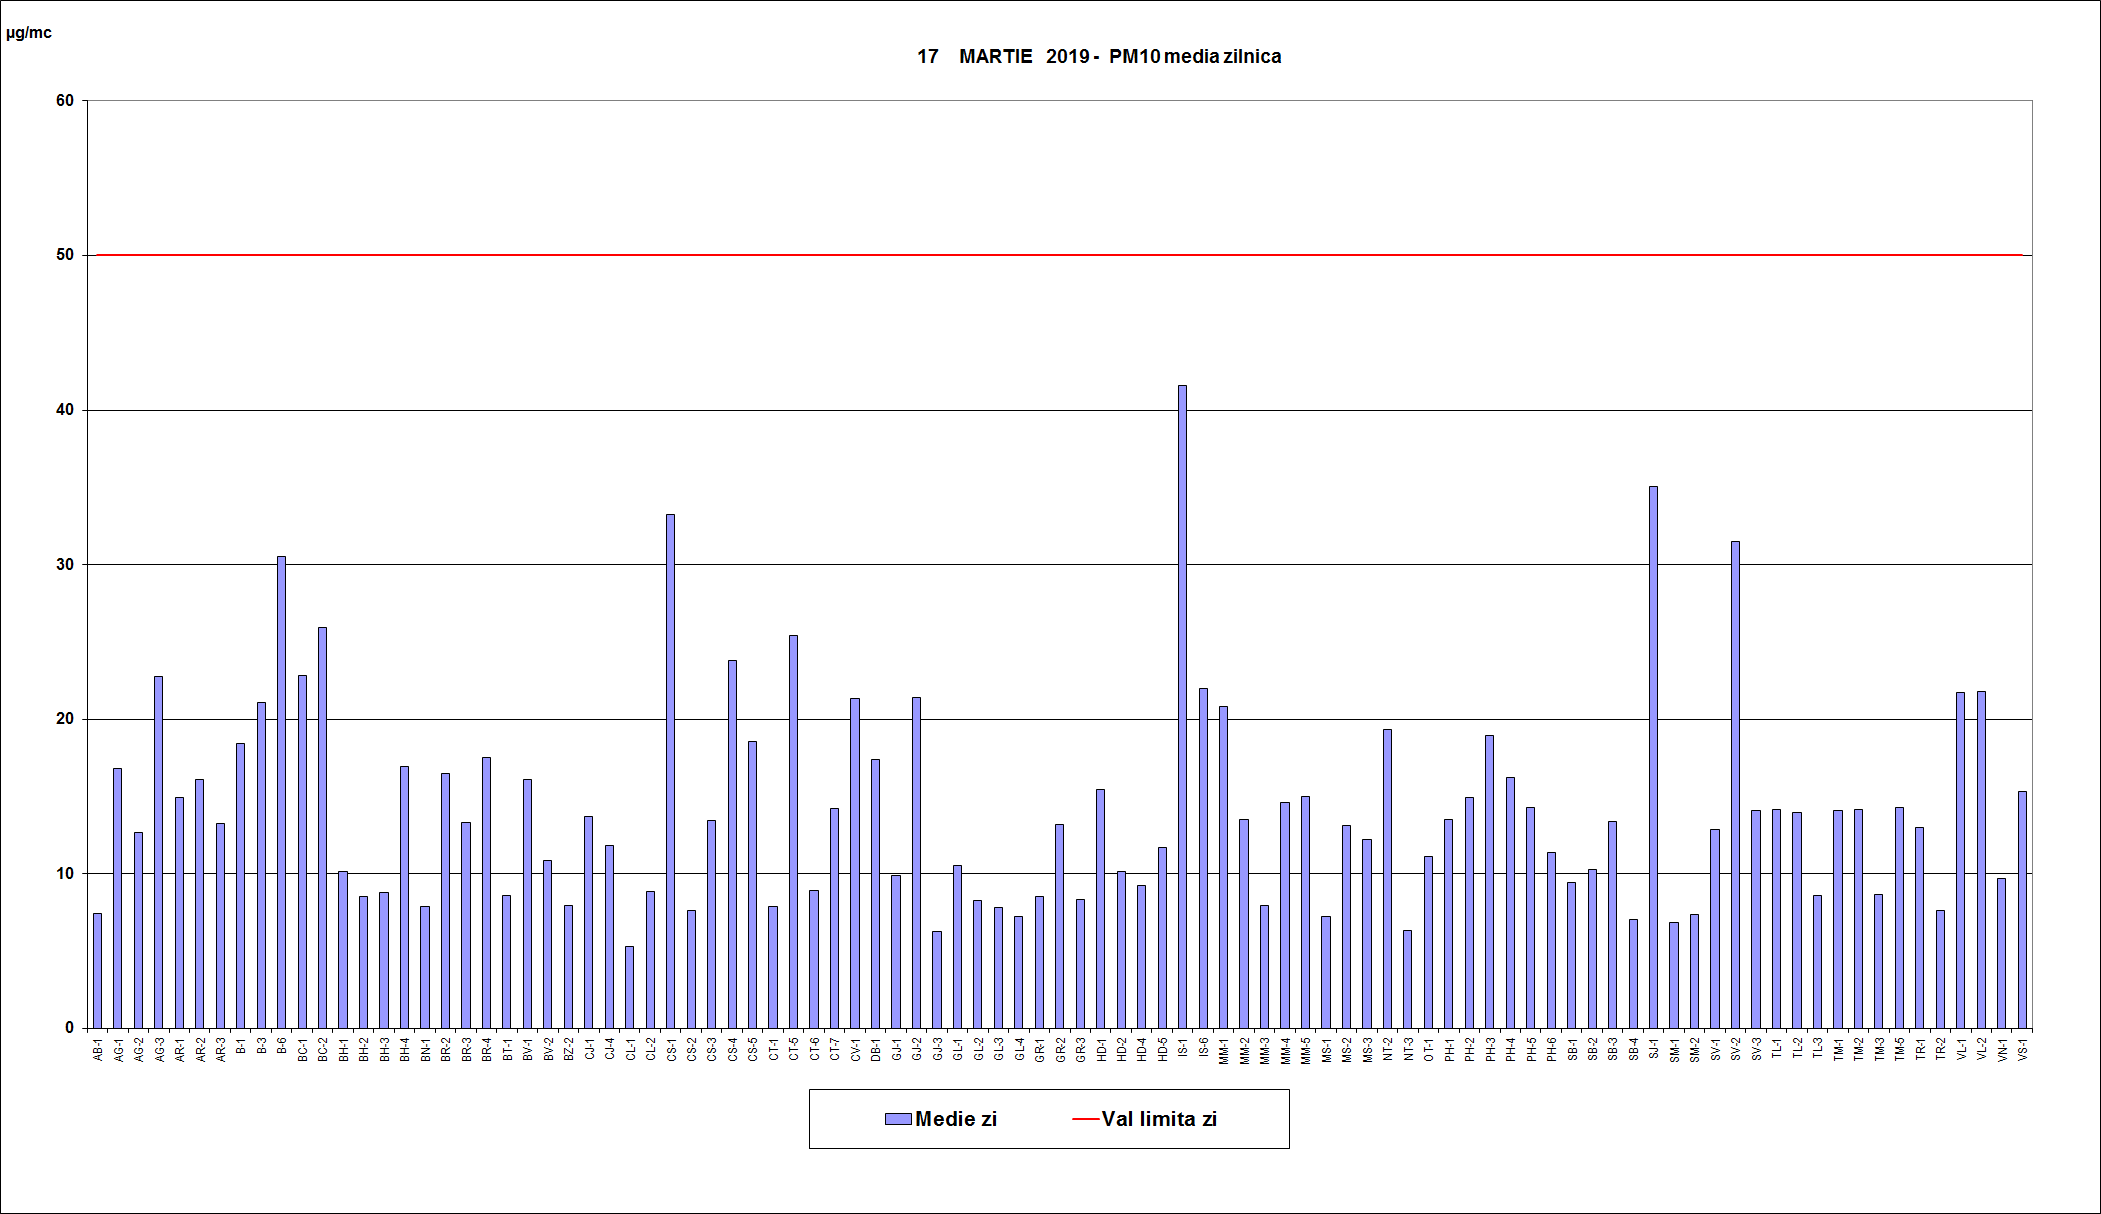 µg/mc
17 MARTIE 2019 - PM10 media zilnica
60
50
40
30
20
10
0
AB-1 AG-1 AG-2 AG-3 AR-1 AR-2 AR-3 B-1 B-3 B-6 BC-1 BC-2 BH-1 BH-2 BH-3 BH-4 BN-1 BR-2 BR-3 BR-4 BT-1 BV-1 BV-2 BZ-2 CJ-1 CJ-4 CL-1 CL-2 CS-1 CS-2 CS-3 CS-4 CS-5 CT-1 CT-5 CT-6 CT-7 CV-1 DB-1 GJ-1 GJ-2 GJ-3 GL-1 GL-2 GL-3 GL-4 GR-1 GR-2 GR-3 HD-1 HD-2 HD-4 HD-5 IS-1 IS-6 MM-1 MM-2 MM-3 MM-4 MM-5 MS-1 MS-2 MS-3 NT-2 NT-3 OT-1 PH-1 PH-2 PH-3 PH-4 PH-5 PH-6 SB-1 SB-2 SB-3 SB-4 SJ-1 SM-1 SM-2 SV-1 SV-2 SV-3 TL-1 TL-2 TL-3 TM-1 TM-2 TM-3 TM-5 TR-1 TR-2 VL-1 VL-2 VN-1 VS-1
Medie zi Val limita zi